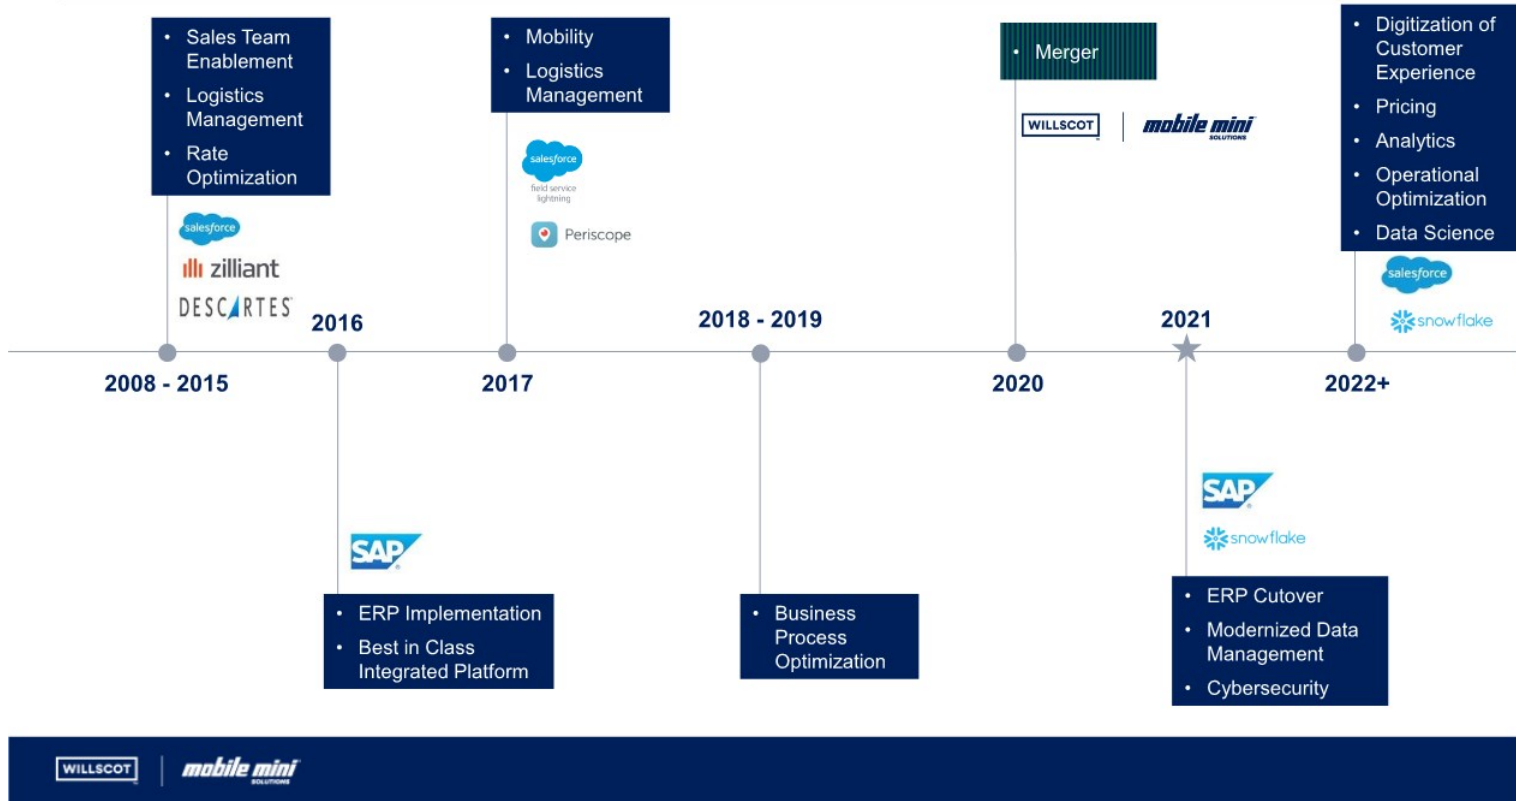 • Sales Team
Enablement
• Logistics
Management
• Rate
Optimization
salesforce
zilliant
DESCARTES
2008 - 2015
2016
SAP®
• ERP Implementation
• Best in Class
Integrated Platform
• Mobility
• Logistics
Management
salesforce
field service
lightning
Periscope
2017
2018 - 2019
• Business
Process
Optimization
• Merger
WILLSCOT
mobile mini
SOLUTIONS
2020
2021
SAP®
snowflake
• ERP Cutover
• Modernized Data
Management
• Cybersecurity
• Digitization of
Customer
Experience
• Pricing
• Analytics
• Operational
Optimization
• Data Science
salesforce
snowflake
2022+
WILLSCOT
mobile mini
SOLUTIONS